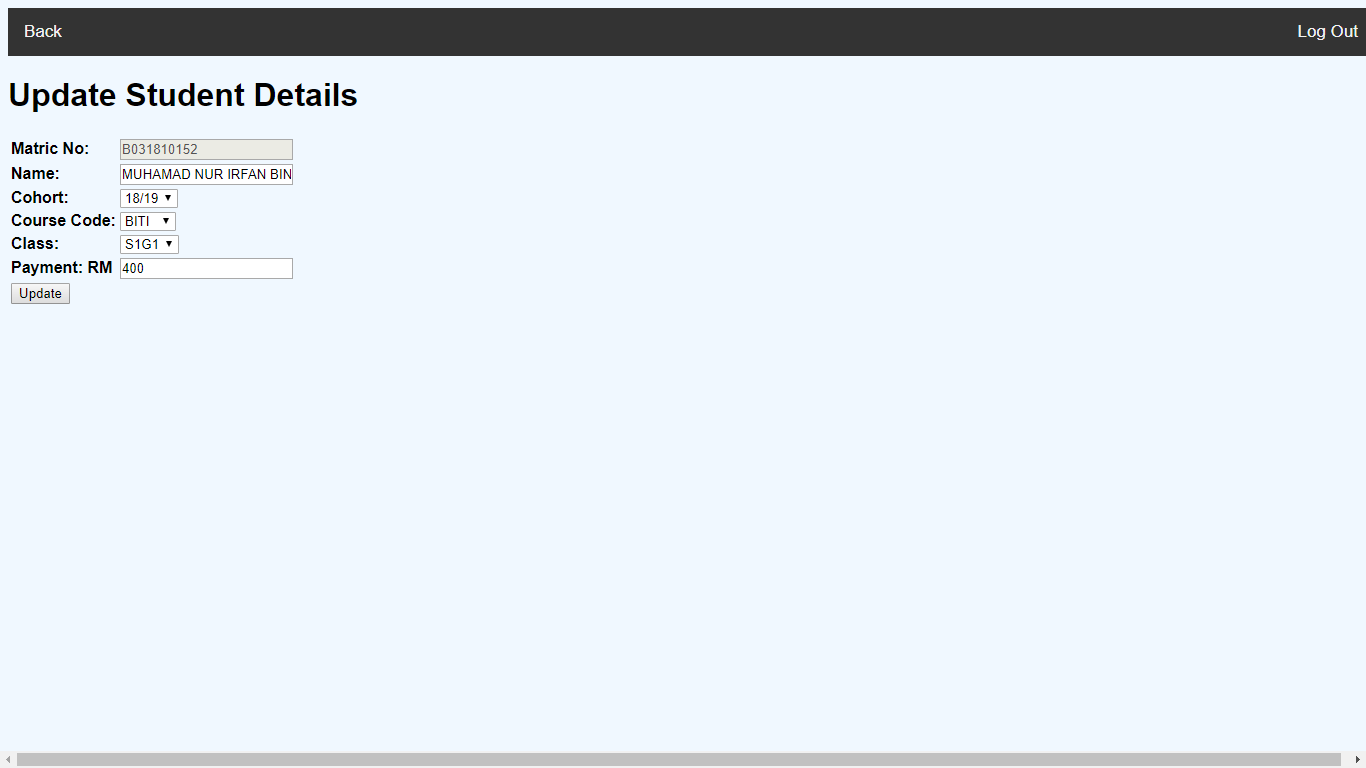 Back Log Out
Update Student Details
Matric No: B031810152
Name: MUHAMAD NUR IRFAN BIN
Cohort: 18/19
Course Code: BITI
Class: S1G1
Payment: RM 400
Update